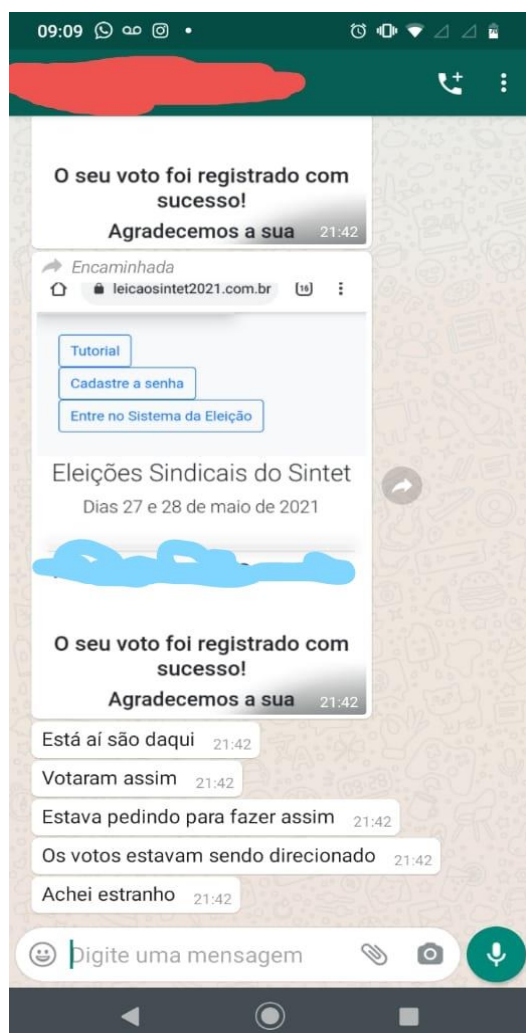 09:09
O seu voto foi registrado com
sucesso!
Agradecemos a sua 21:42
Encaminhada
leicaosintet2021.com.br 16
Tutorial
Cadastre a senha
Entre no Sistema da Eleição
Eleições Sindicais do Sintet
Dias 27 e 28 de maio de 2021
O seu voto foi registrado com
sucesso!
Agradecemos a sua 21:42
Está aí são daqui 21:42
Votaram assim 21:42
Estava pedindo para fazer assim 21:42
Os votos estavam sendo direcionado 21:42
Achei estranho 21:42
Digite uma mensagem